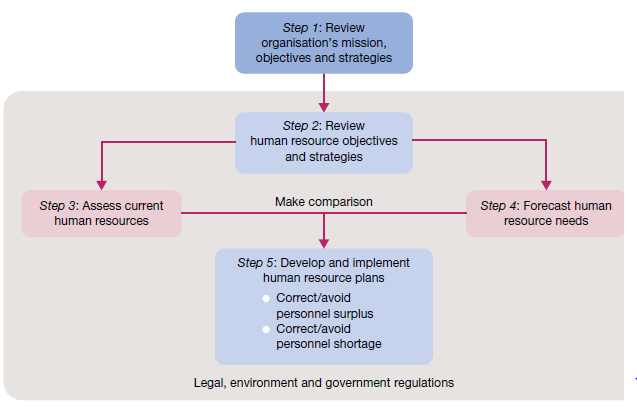 Step 1: Review
organisation's mission,
objectives and strategies
Step 2: Review
human resource objectives
and strategies
Step 3: Assess current
human resources
Make comparison
Step 4: Forecast human
resource needs
Step 5: Develop and implement
human resource plans
Correct/avoid
personnel surplus
Correct/avoid
personnel shortage
Legal, environment and government regulations